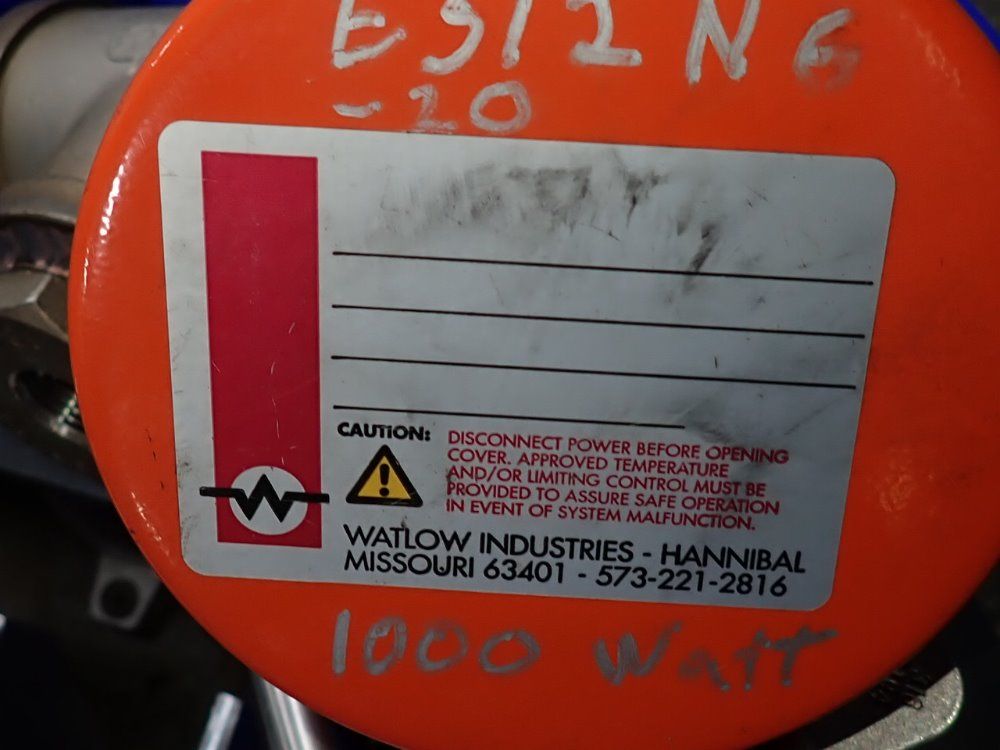 E312N6
-20
CAUTION:
DISCONNECT POWER BEFORE OPENING
COVER. APPROVED TEMPERATURE
AND/OR LIMITING CONTROL MUST BE
PROVIDED TO ASSURE SAFE OPERATION
IN EVENT OF SYSTEM MALFUNCTION.
WATLOW INDUSTRIES - HANNIBAL
MISSOURI 63401 - 573-221-2816
1000 Watt